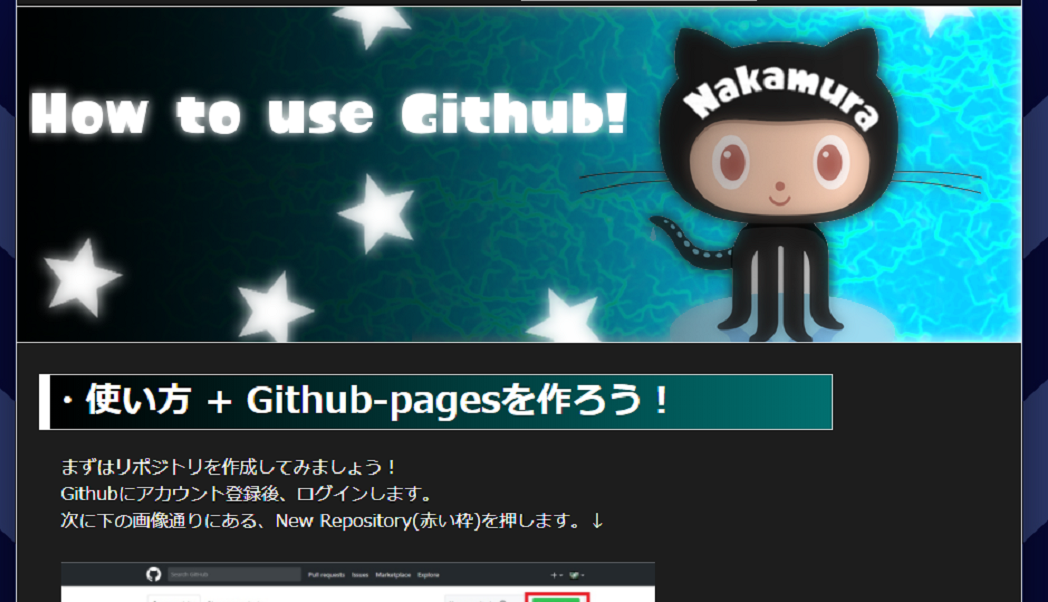 How to use Github!
Nakamura
・使い方 + Github-pagesを作ろう！
まずはリポジトリを作成してみましょう！
Githubにアカウント登録後、ログインします。
次に下の画像通りにある、New Repository(赤い枠)を押します。↓
Search GitHub
Pull requests Issues Marketplace Explore